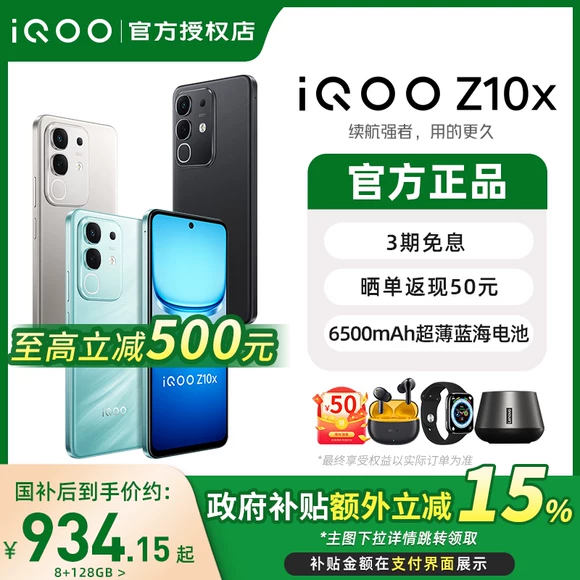 iQOO 官方授权店
iQOO Z10x
续航强者，用的更久
官方正品
3期免息
晒单返现50元
6500mAh超薄蓝海电池
至高立减500元
iQOO Z10x
iQOO
¥50
Lenovo
*最终享受权益以实际订单为准
国补后到手价约：
¥934.15起
8+128GB >
政府补贴额外立减15%
*主图下拉详情跳转领取
补贴金额在支付界面展示